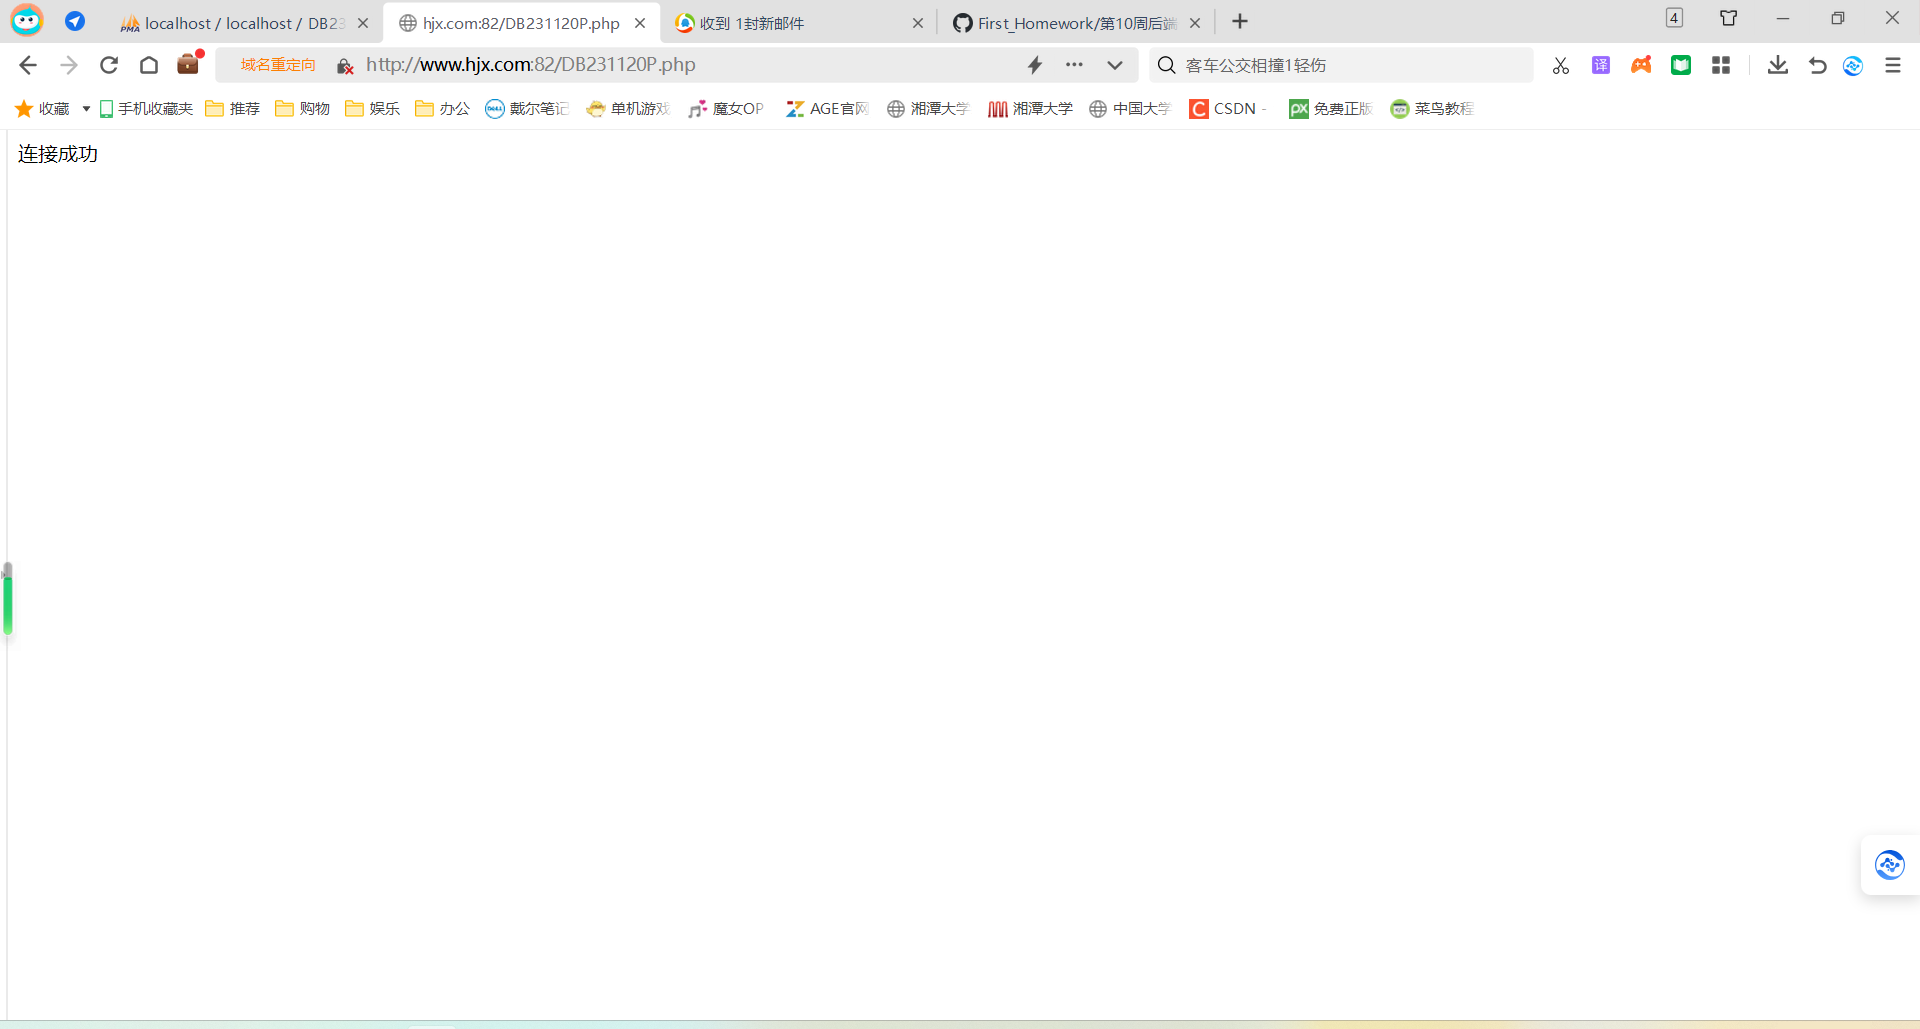 PMA localhost / localhost / DB23 hjx.com:82/DB231120P.php 收到 1封新邮件 First_Homework/第10周后端 4
域名重定向 http://www.hjx.com:82/DB231120P.php 客车公交相撞1轻伤 译
收藏 手机收藏夹 推荐 购物 娱乐 办公 DELL 戴尔笔记 单机游戏 魔女OP AGE官网 湘潭大学 湘潭大学 中国大学 C CSDN - px 免费正版 菜鸟教程
连接成功